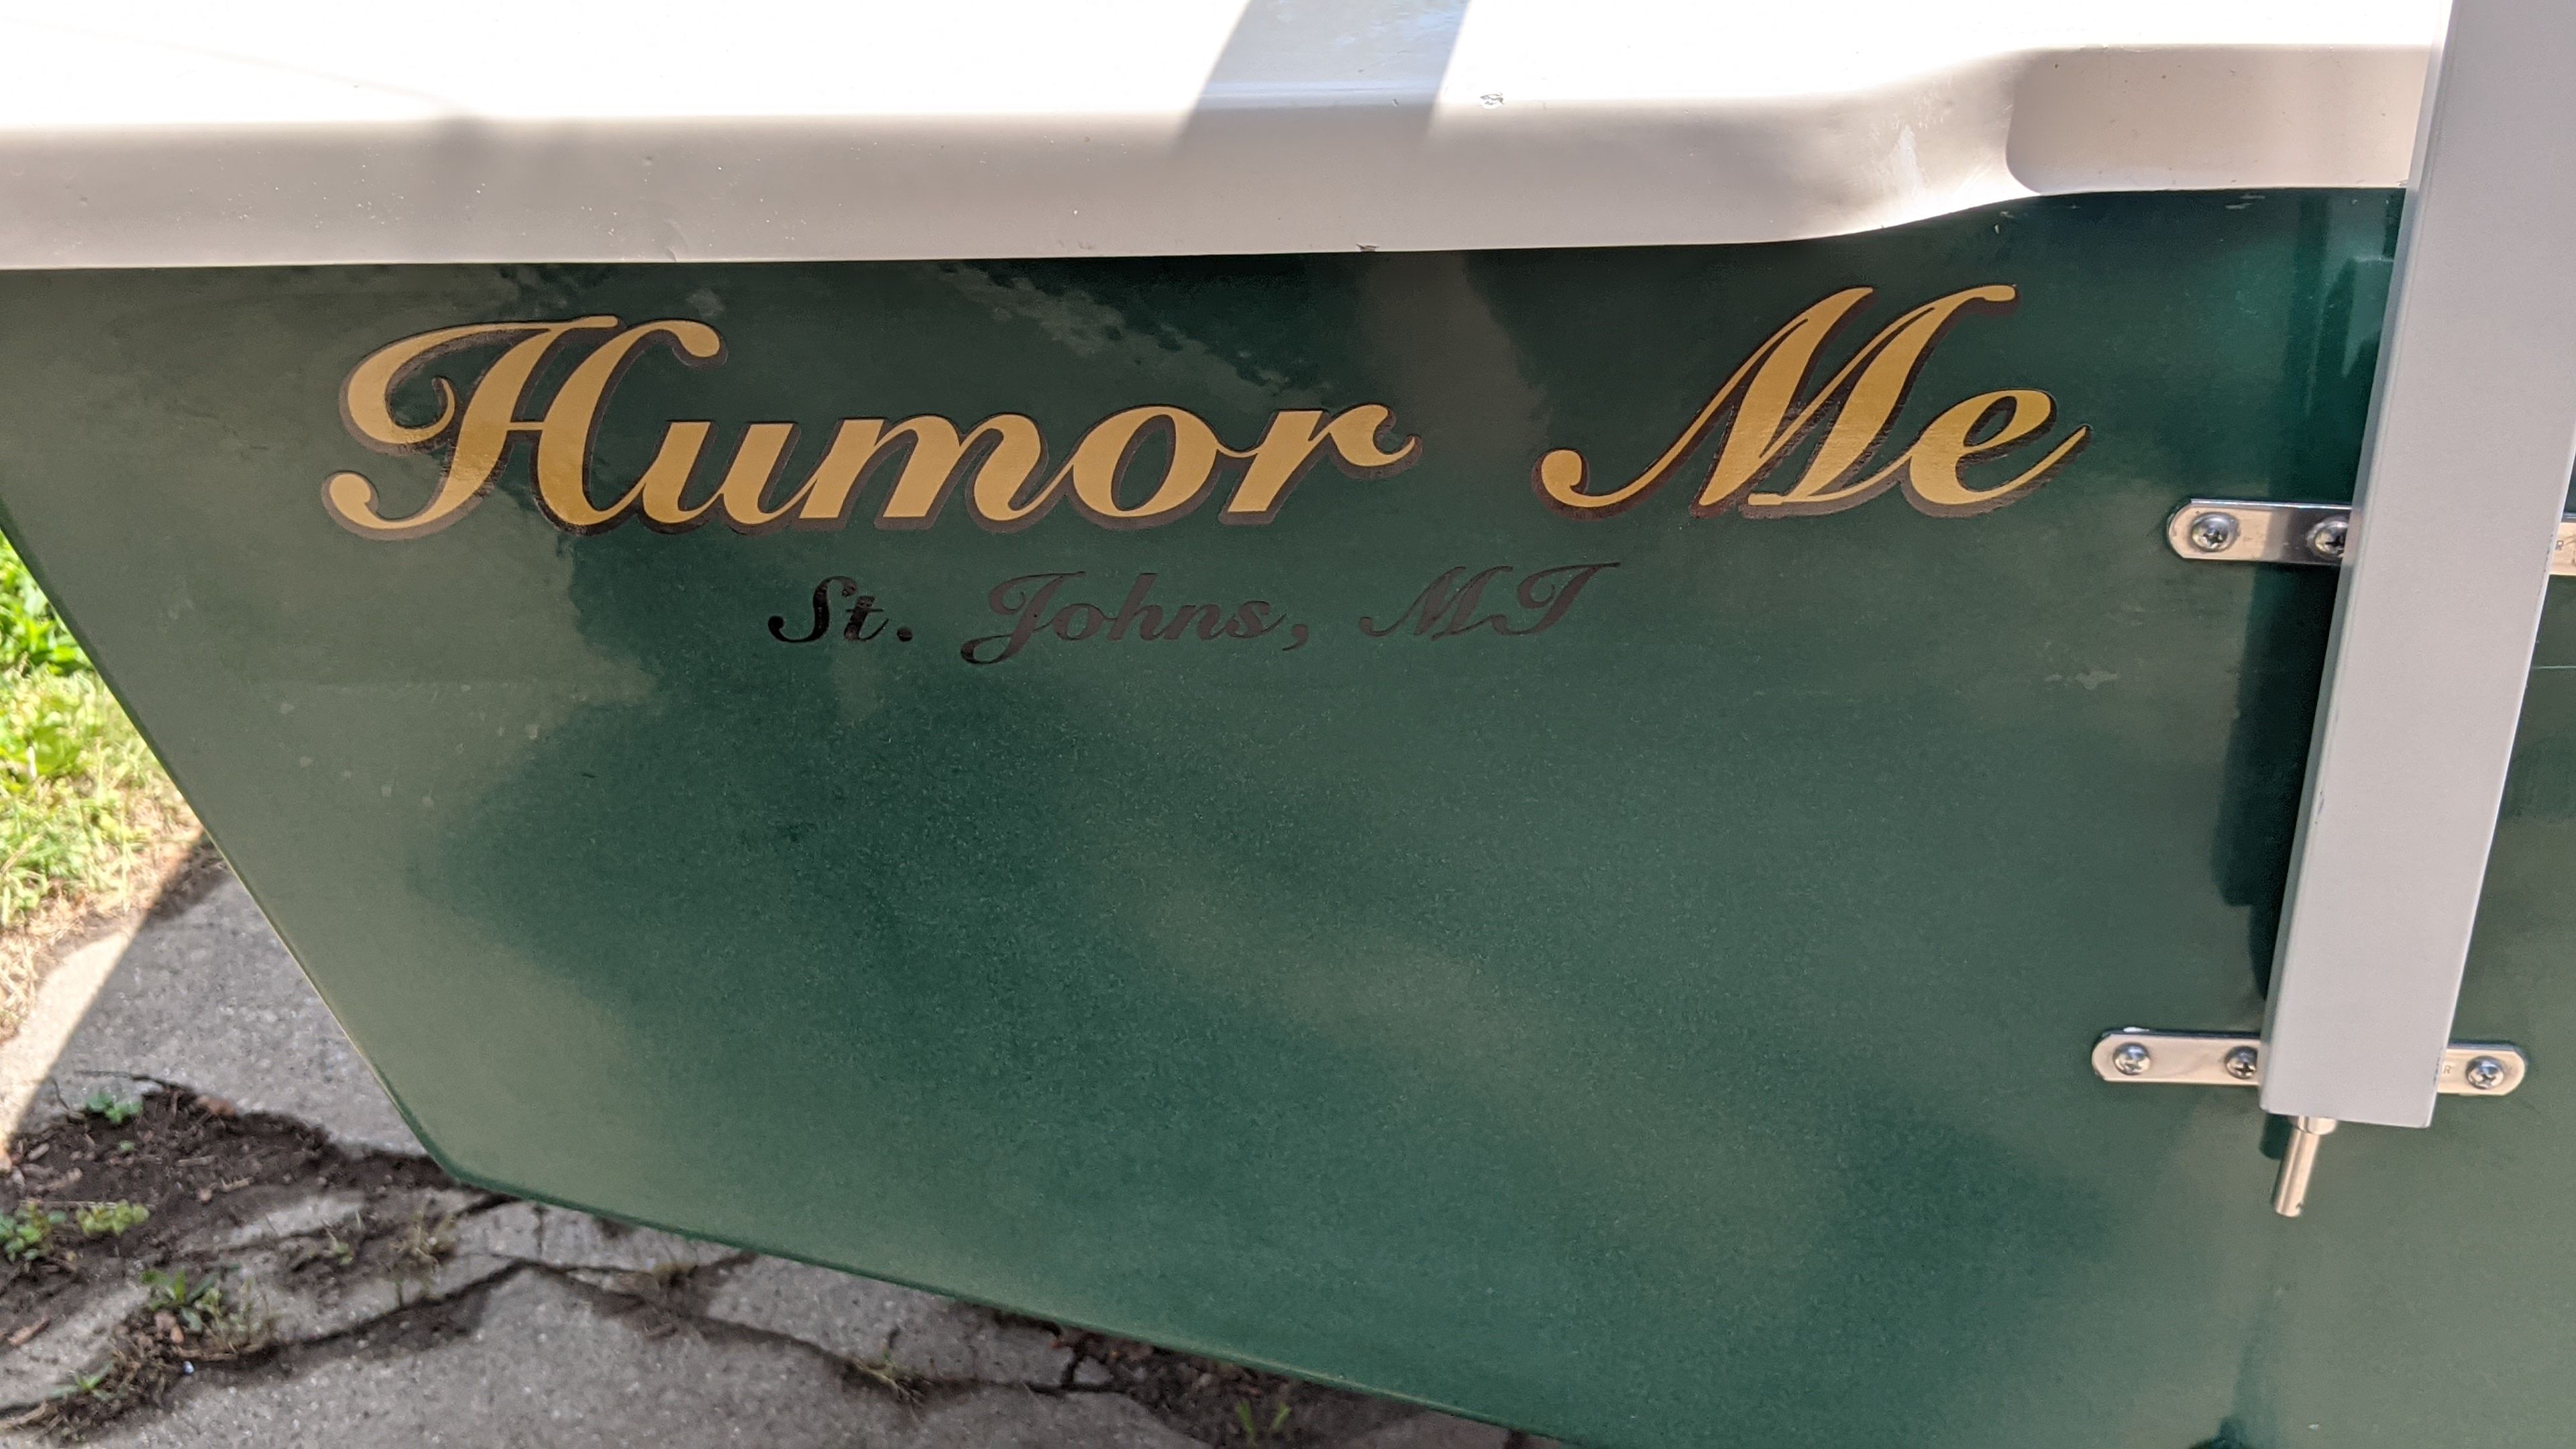 Humor Me
St. Johns, MI